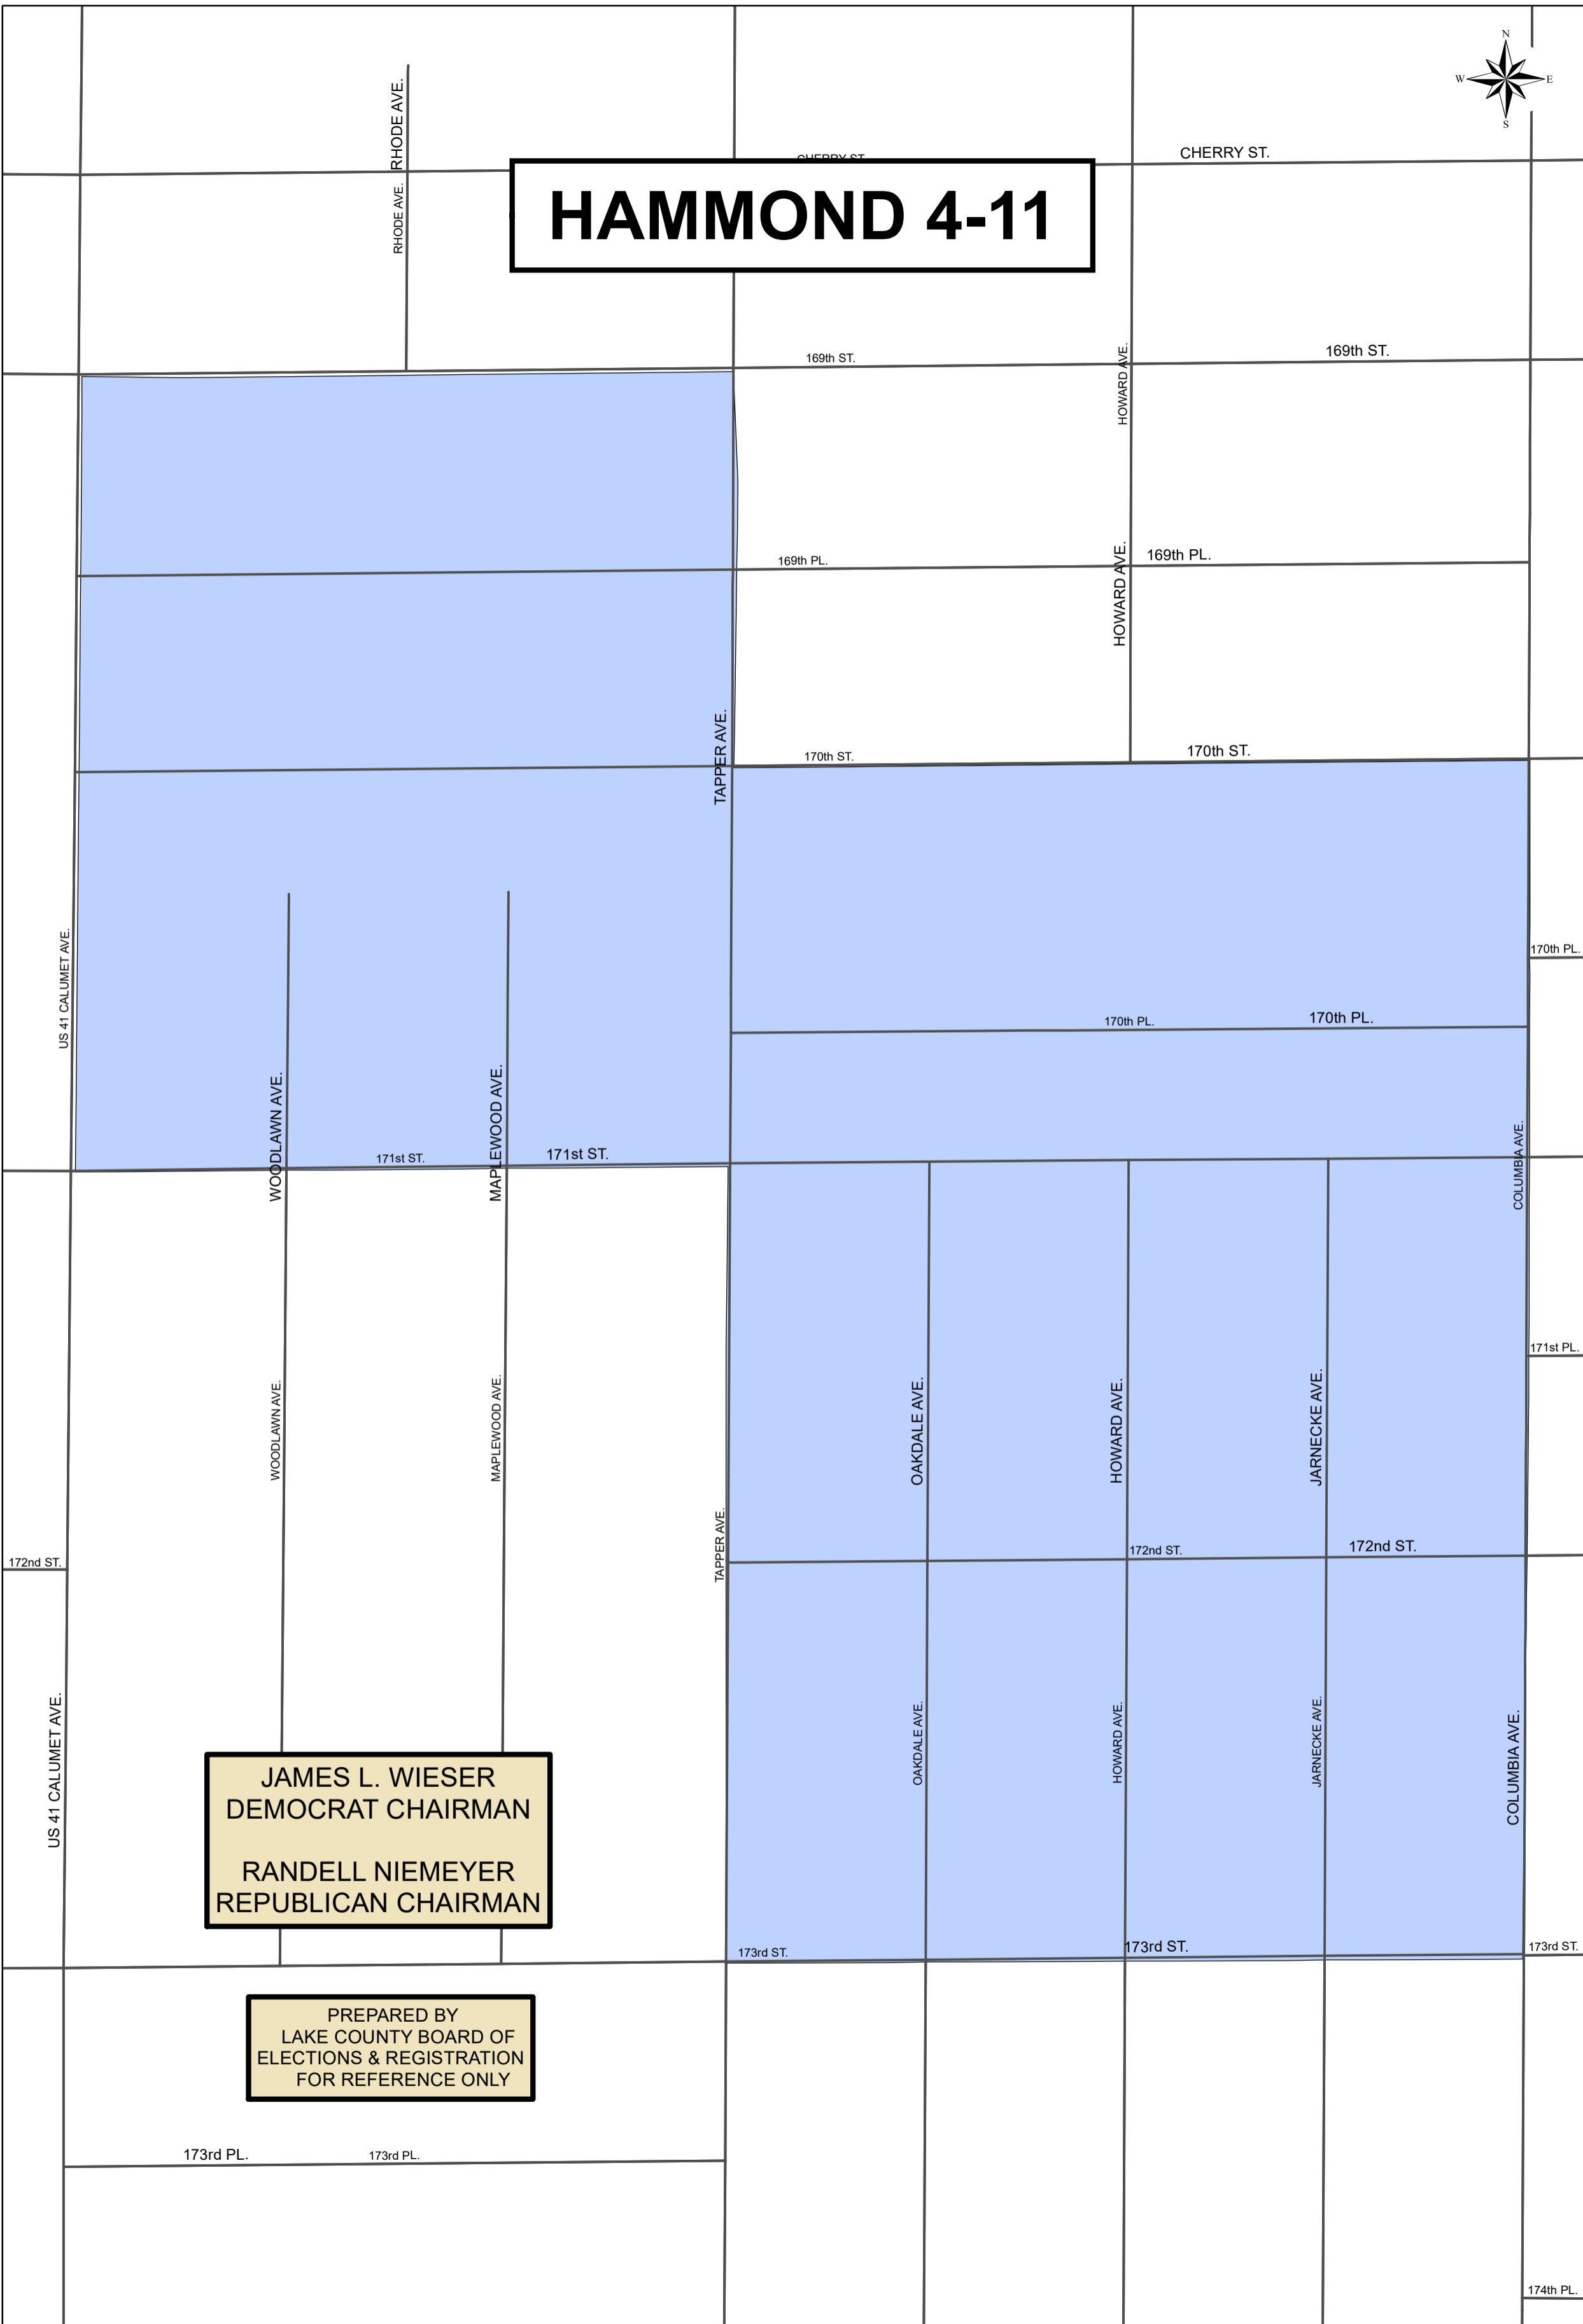 N
W
E
S
RHODE AVE.
CHERRY ST.
CHERRY ST.
HAMMOND 4-11
RHODE AVE.
169th ST.
169th ST.
HOWARD AVE.
169th PL.
169th PL.
HOWARD AVE.
TAPPER AVE.
170th ST.
170th ST.
US 41 CALUMET AVE.
170th PL.
170th PL.
170th PL.
WOODLAWN AVE.
MAPLEWOOD AVE.
171st ST.
171st ST.
COLUMBIA AVE.
171st PL.
WOODLAWN AVE.
MAPLEWOOD AVE.
OAKDALE AVE.
HOWARD AVE.
JARNECKE AVE.
TAPPER AVE.
172nd ST.
172nd ST.
172nd ST.
US 41 CALUMET AVE.
OAKDALE AVE.
HOWARD AVE.
JARNECKE AVE.
COLUMBIA AVE.
JAMES L. WIESER
DEMOCRAT CHAIRMAN
RANDELL NIEMEYER
REPUBLICAN CHAIRMAN
173rd ST.
173rd ST.
173rd ST.
PREPARED BY
LAKE COUNTY BOARD OF
ELECTIONS & REGISTRATION
FOR REFERENCE ONLY
173rd PL.
173rd PL.
174th PL.